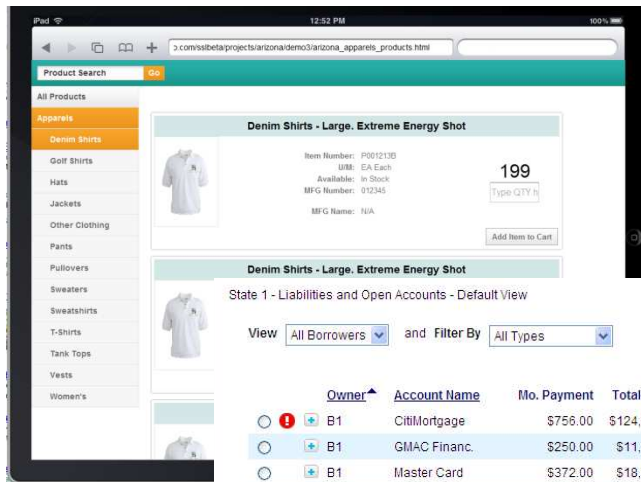 iPad 12:52 PM 100%
ɔ.com/sslbeta/projects/arizona/demo3/arizona_apparels_products.html
Product Search Go
All Products
Apparels
Denim Shirts
Golf Shirts
Hats
Jackets
Other Clothing
Pants
Pullovers
Sweaters
Sweatshirts
T-Shirts
Tank Tops
Vests
Women's
Denim Shirts - Large. Extreme Energy Shot
Item Number: P001213B
U/M: EA Each
Available: In Stock
MFG Number: 012345
MFG Name: N/A
199
Type QTY h
Add Item to Cart
Denim Shirts - Large. Extreme Energy Shot
State 1 - Liabilities and Open Accounts - Default View
View All Borrowers and Filter By All Types
Owner Account Name Mo. Payment Total
B1 CitiMortgage $756.00 $124,
B1 GMAC Financ. $250.00 $11,
B1 Master Card $372.00 $18,